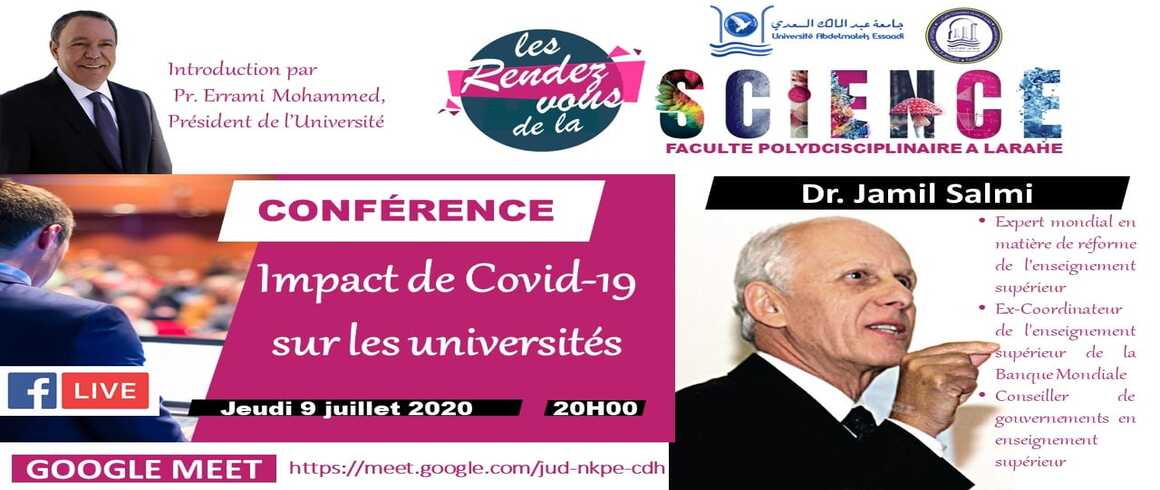 Introduction par
Pr. Errami Mohammed,
Président de l'Université
les
Rendez
vous
de la
SCIENCE
FACULTE POLYDCISCIPLINAIRE A LARAHE
جامعة عبد المالك السعدي
Université Abdelmalek Essaadi
CONFÉRENCE
Impact de Covid-19
sur les universités
LIVE
Jeudi 9 juillet 2020 20H00
GOOGLE MEET https://meet.google.com/jud-nkpe-cdh
Dr. Jamil Salmi
• Expert mondial en
matière de réforme
de l'enseignement
supérieur
• Ex-Coordinateur
de l'enseignement
supérieur de la
Banque Mondiale
• Conseiller de
gouvernements en
enseignement
supérieur